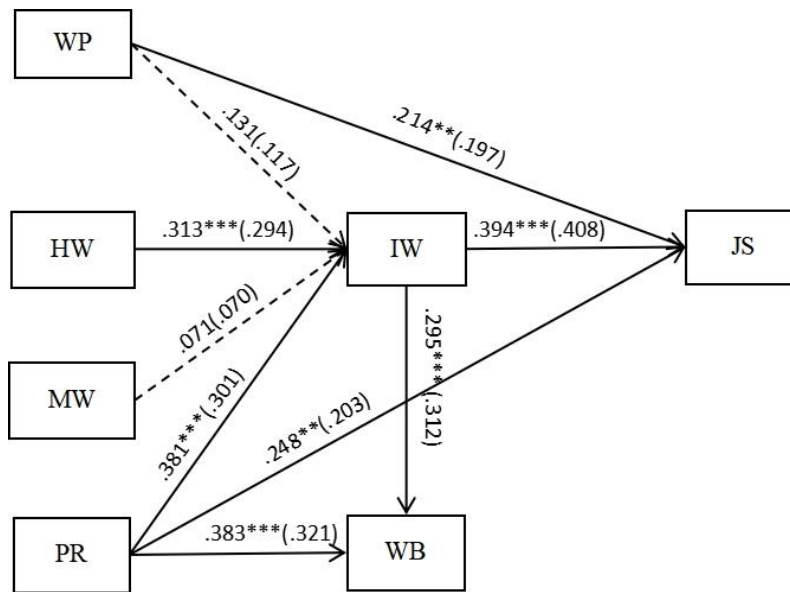 WP
.131(.117)
.214**(.197)
HW
.313***(.294)
IW
.394***(.408)
JS
.071(.070)
MW
.381***(.301)
.248**(.203)
.295***(.312)
PR
.383***(.321)
WB